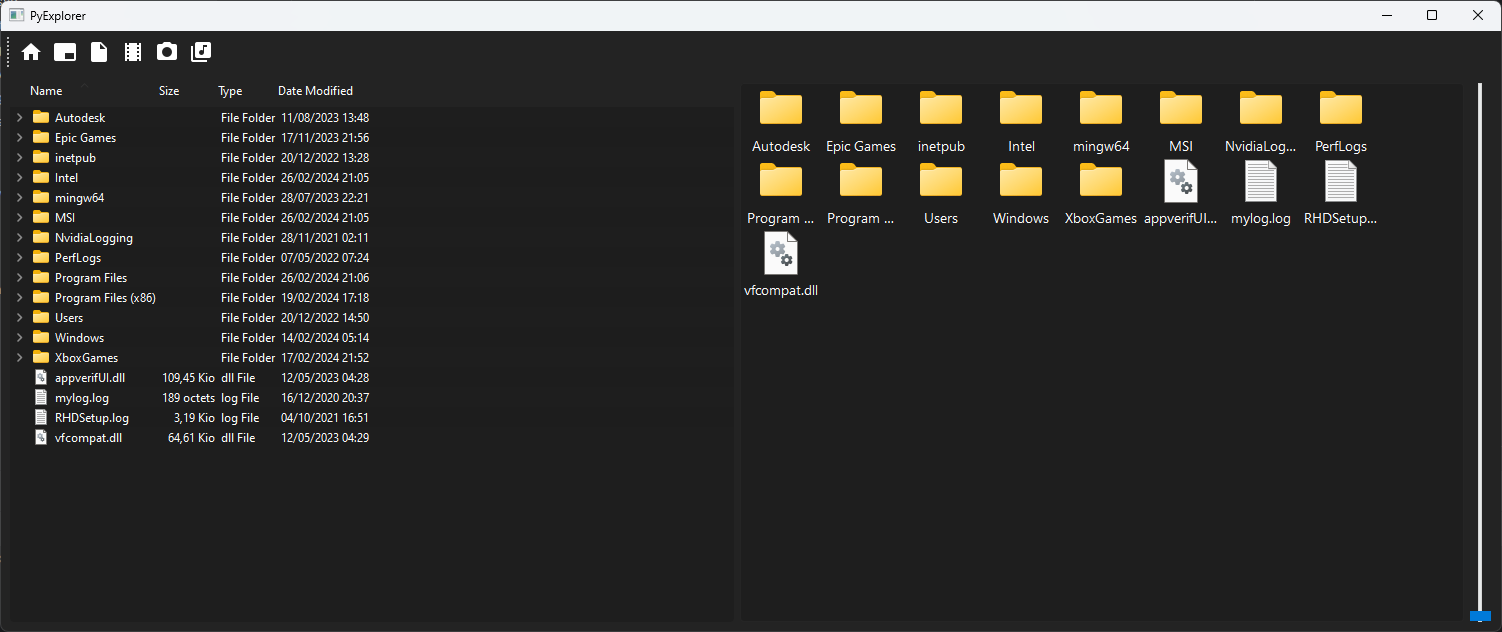 PyExplorer
Name Size Type Date Modified
Autodesk File Folder 11/08/2023 13:48
Epic Games File Folder 17/11/2023 21:56
inetpub File Folder 20/12/2022 13:28
Intel File Folder 26/02/2024 21:05
mingw64 File Folder 28/07/2023 22:21
MSI File Folder 26/02/2024 21:05
NvidiaLogging File Folder 28/11/2021 02:11
PerfLogs File Folder 07/05/2022 07:24
Program Files File Folder 26/02/2024 21:06
Program Files (x86) File Folder 19/02/2024 17:18
Users File Folder 20/12/2022 14:50
Windows File Folder 14/02/2024 05:14
XboxGames File Folder 17/02/2024 21:52
appverifUI.dll 109,45 Kio dll File 12/05/2023 04:28
mylog.log 189 octets log File 16/12/2020 20:37
RHDSetup.log 3,19 Kio log File 04/10/2021 16:51
vfcompat.dll 64,61 Kio dll File 12/05/2023 04:29
Autodesk Epic Games inetpub Intel mingw64 MSI NvidiaLog... PerfLogs
Program ... Program ... Users Windows XboxGames appverifUI... mylog.log RHDSetup...
vfcompat.dll